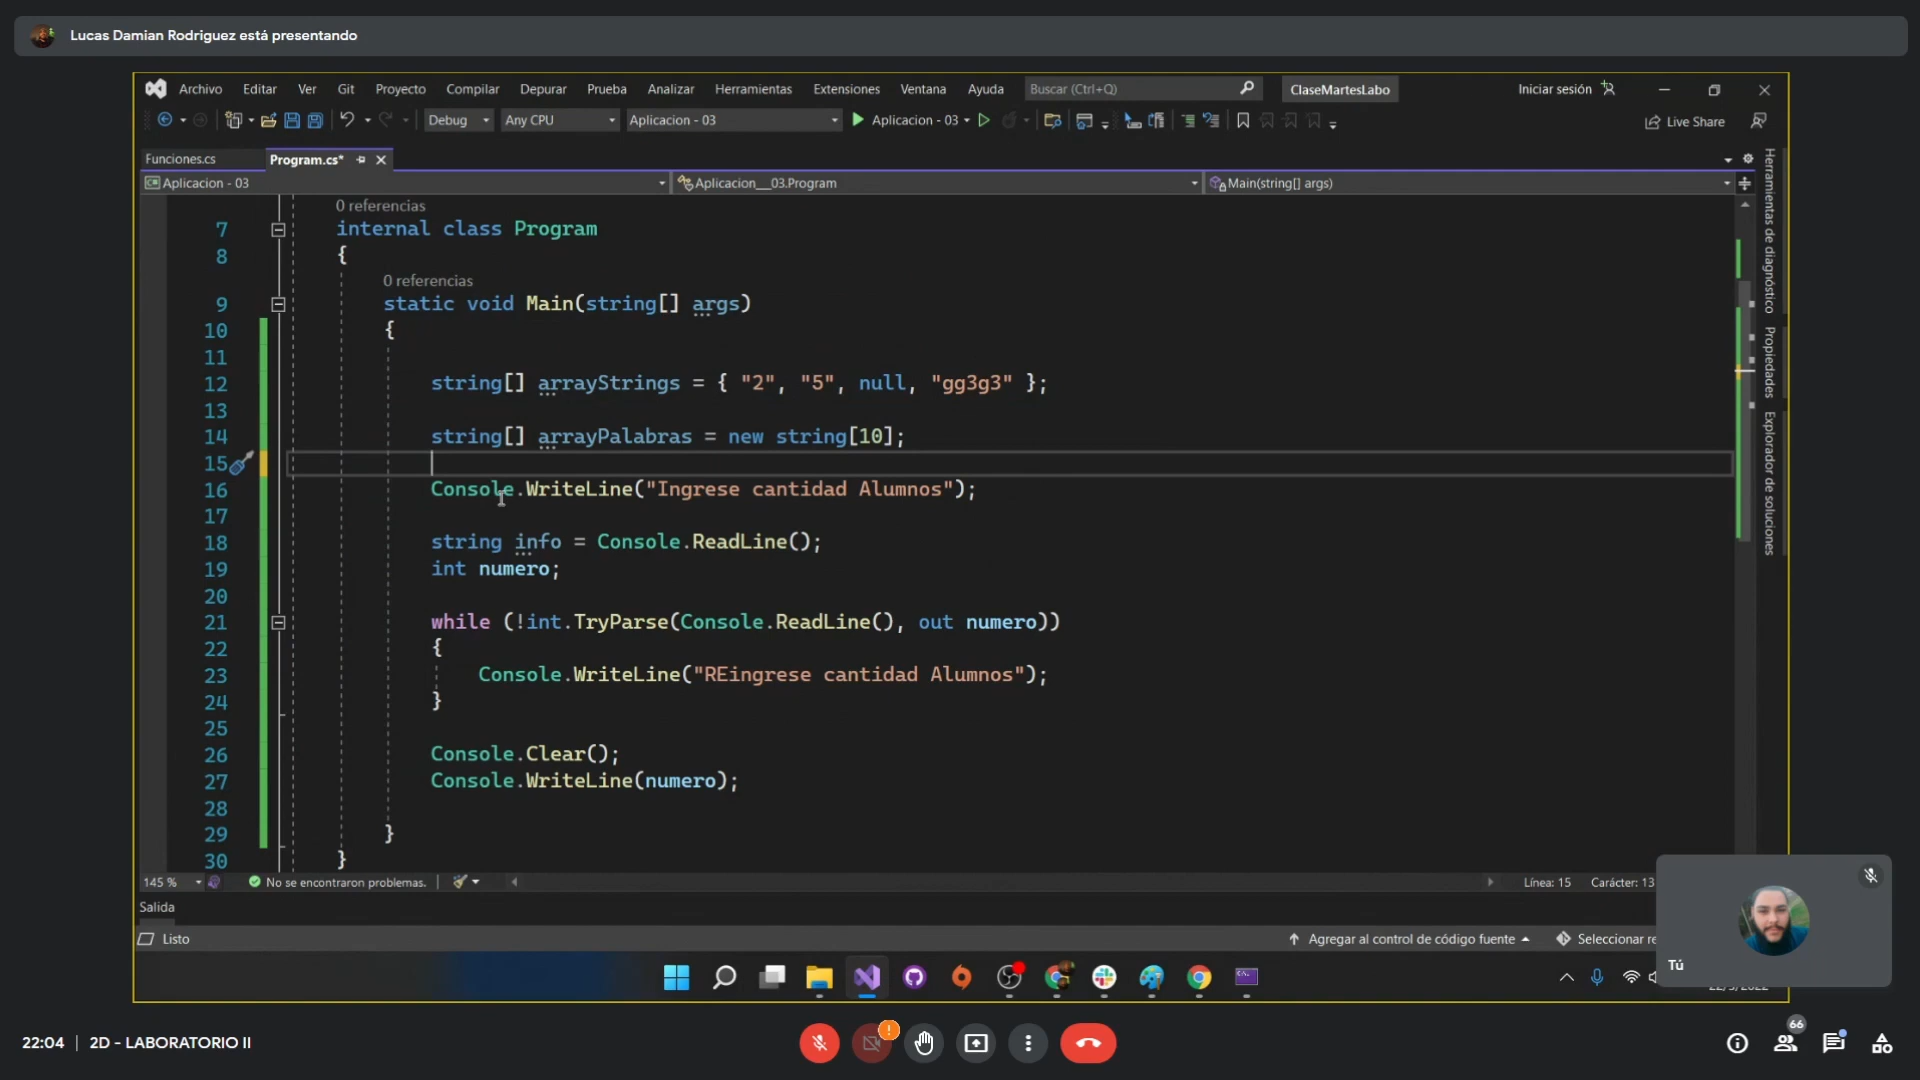 Lucas Damian Rodriguez está presentando
Archivo Editar Ver Git Proyecto Compilar Depurar Prueba Analizar Herramientas Extensiones Ventana Ayuda Buscar (Ctrl+Q) ClaseMartesLabo Iniciar sesión
Debug Any CPU Aplicacion - 03 Aplicacion - 03 Live Share
Funciones.cs Program.cs*
Aplicacion - 03 Aplicacion__03.Program Main(string[] args)
0 referencias
7 internal class Program
8 {
0 referencias
9 static void Main(string[] args)
10 {
11
12 string[] arrayStrings = { "2", "5", null, "gg3g3" };
13
14 string[] arrayPalabras = new string[10];
15
16 Console.WriteLine("Ingrese cantidad Alumnos");
17
18 string info = Console.ReadLine();
19 int numero;
20
21 while (!int.TryParse(Console.ReadLine(), out numero))
22 {
23 Console.WriteLine("REingrese cantidad Alumnos");
24 }
25
26 Console.Clear();
27 Console.WriteLine(numero);
28
29 }
30 }
Herramientas de diagnóstico
Propiedades
Explorador de soluciones
145 % No se encontraron problemas. Línea: 15 Carácter: 13
Salida
Listo Agregar al control de código fuente Seleccionar re
Tú
22:04 2D - LABORATORIO II
66